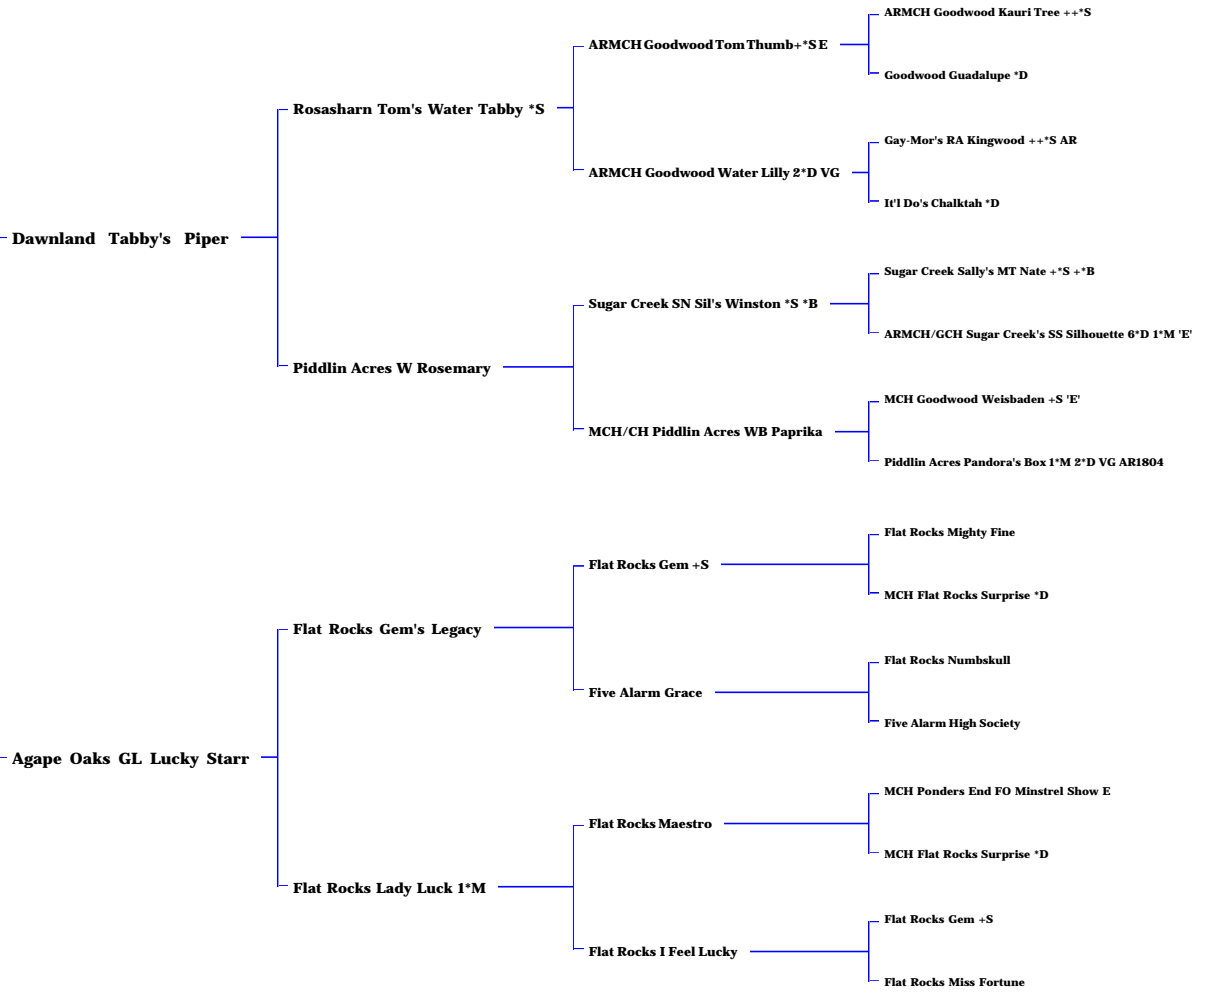 ARMCH Goodwood Kauri Tree ++*S
ARMCH Goodwood Tom Thumb+*S E
Goodwood Guadalupe *D
Rosasharn Tom's Water Tabby *S
Gay-Mor's RA Kingwood ++*S AR
ARMCH Goodwood Water Lilly 2*D VG
It'l Do's Chalktah *D
Dawnland Tabby's Piper
Sugar Creek Sally's MT Nate +*S +*B
Sugar Creek SN Sil's Winston *S *B
ARMCH/GCH Sugar Creek's SS Silhouette 6*D 1*M 'E'
Piddlin Acres W Rosemary
MCH Goodwood Weisbaden +S 'E'
MCH/CH Piddlin Acres WB Paprika
Piddlin Acres Pandora's Box 1*M 2*D VG AR1804
Flat Rocks Mighty Fine
Flat Rocks Gem +S
MCH Flat Rocks Surprise *D
Flat Rocks Gem's Legacy
Flat Rocks Numbskull
Five Alarm Grace
Five Alarm High Society
Agape Oaks GL Lucky Starr
MCH Ponders End FO Minstrel Show E
Flat Rocks Maestro
MCH Flat Rocks Surprise *D
Flat Rocks Lady Luck 1*M
Flat Rocks Gem +S
Flat Rocks I Feel Lucky
Flat Rocks Miss Fortune